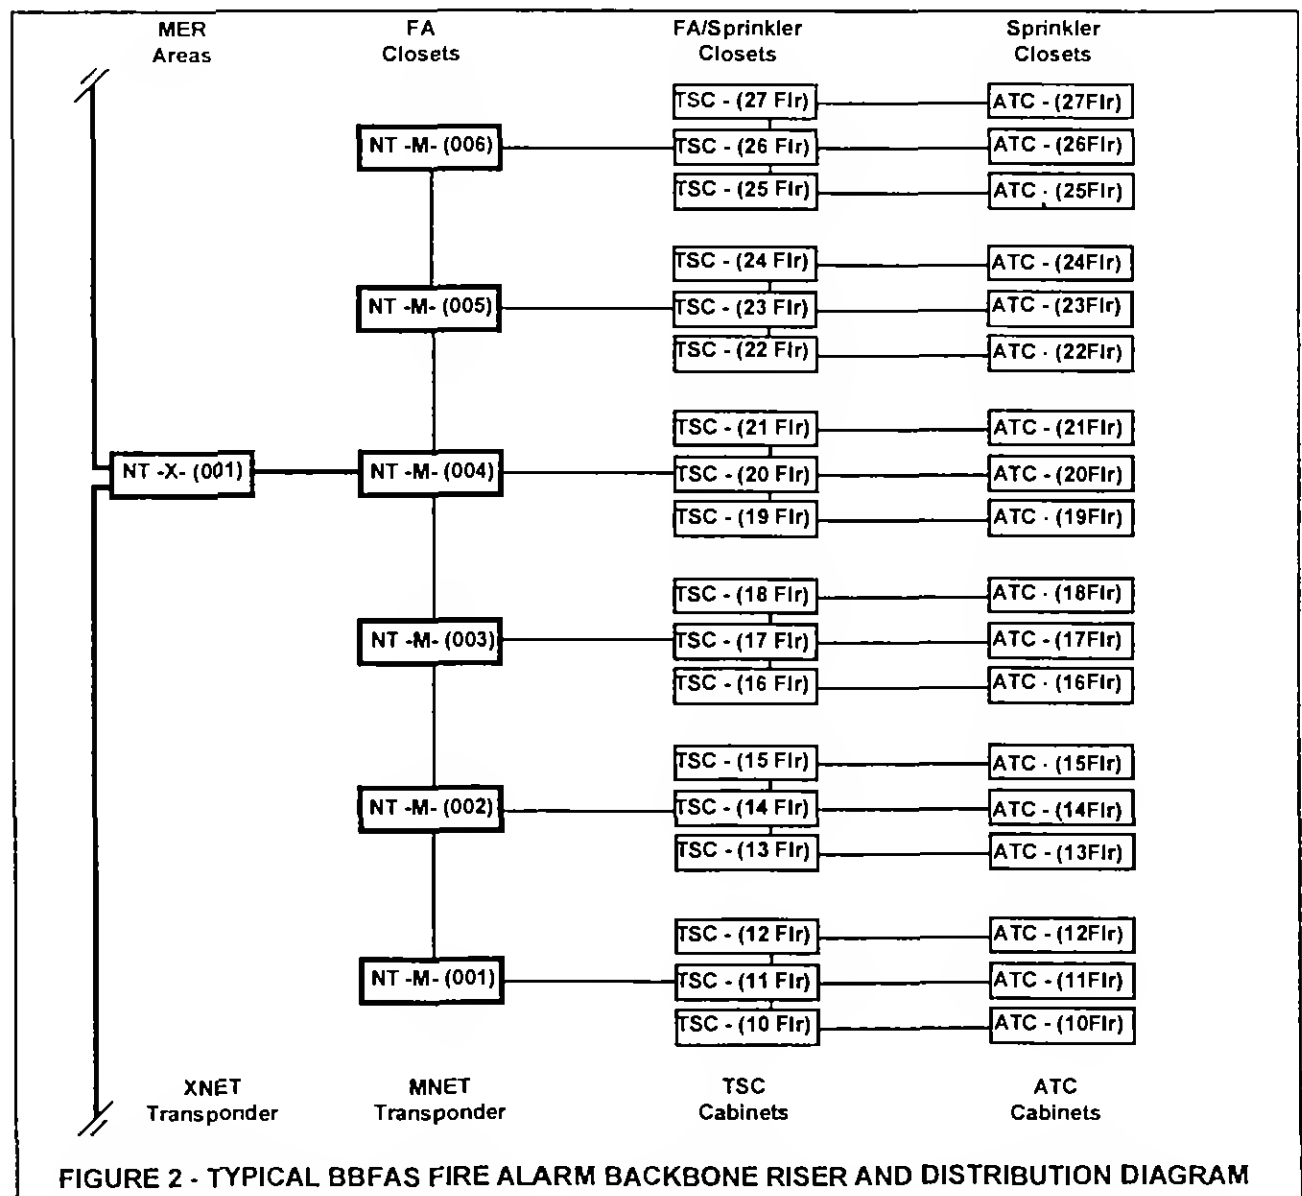 MER
Areas
FA
Closets
FA/Sprinkler
Closets
Sprinkler
Closets
TSC - (27 Flr)
ATC - (27Flr)
NT -M- (006)
TSC - (26 Flr)
ATC - (26Flr)
TSC - (25 Flr)
ATC - (25Flr)
TSC - (24 Flr)
ATC - (24Flr)
NT -M- (005)
TSC - (23 Flr)
ATC - (23Flr)
TSC - (22 Flr)
ATC - (22Flr)
TSC - (21 Flr)
ATC - (21Flr)
NT -X- (001)
NT -M- (004)
TSC - (20 Flr)
ATC - (20Flr)
TSC - (19 Flr)
ATC - (19Flr)
TSC - (18 Flr)
ATC - (18Flr)
NT -M- (003)
TSC - (17 Flr)
ATC - (17Flr)
TSC - (16 Flr)
ATC - (16Flr)
TSC - (15 Flr)
ATC - (15Flr)
NT -M- (002)
TSC - (14 Flr)
ATC - (14Flr)
TSC - (13 Flr)
ATC - (13Flr)
TSC - (12 Flr)
ATC - (12Flr)
NT -M- (001)
TSC - (11 Flr)
ATC - (11Flr)
TSC - (10 Flr)
ATC - (10Flr)
XNET
Transponder
MNET
Transponder
TSC
Cabinets
ATC
Cabinets
FIGURE 2 - TYPICAL BBFAS FIRE ALARM BACKBONE RISER AND DISTRIBUTION DIAGRAM